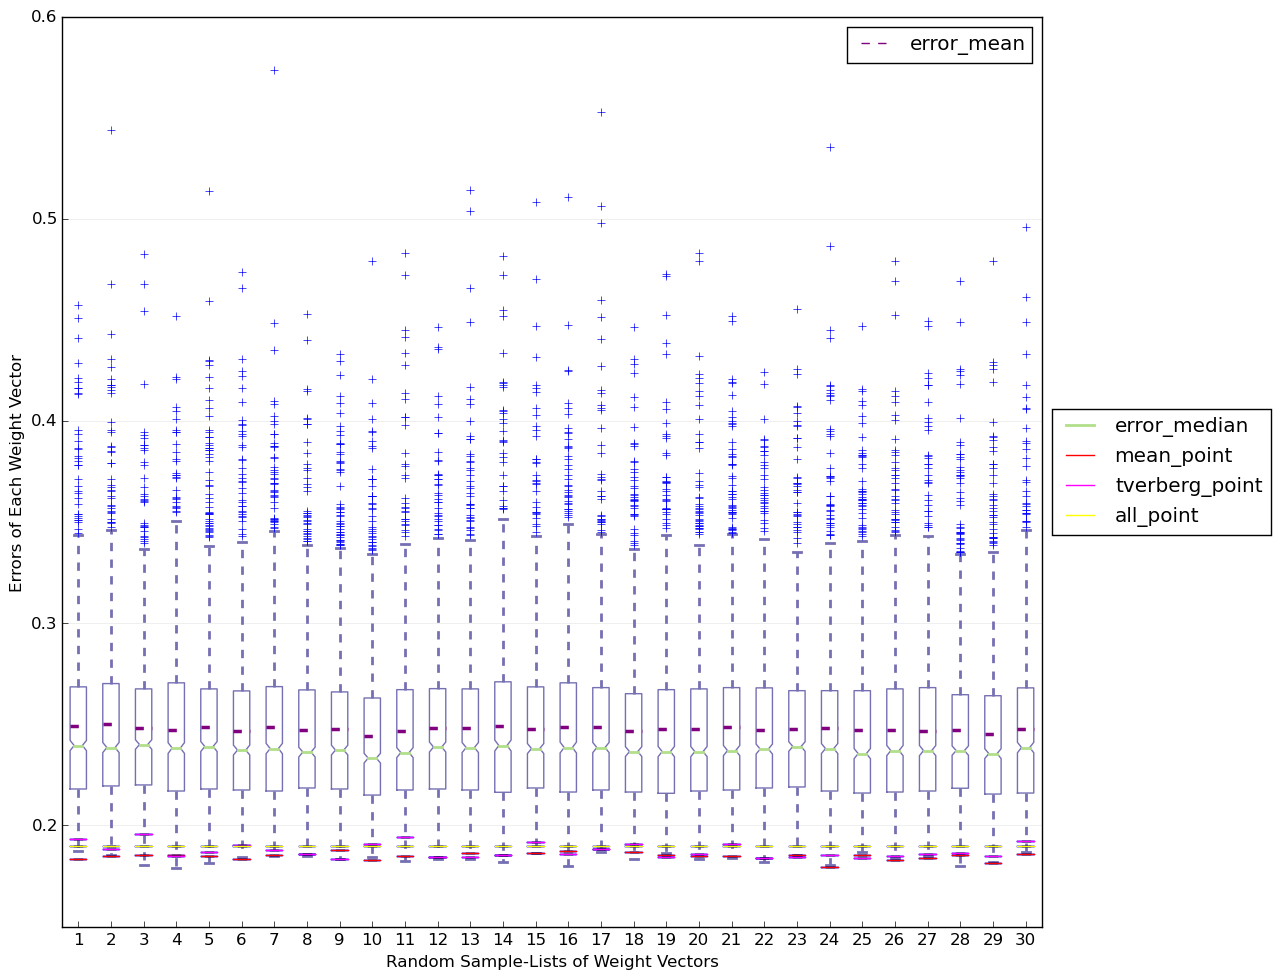 0.6
error_mean
0.5
0.4
error_median
mean_point
tverberg_point
all_point
Errors of Each Weight Vector
0.3
0.2
1 2 3 4 5 6 7 8 9 10 11 12 13 14 15 16 17 18 19 20 21 22 23 24 25 26 27 28 29 30
Random Sample-Lists of Weight Vectors